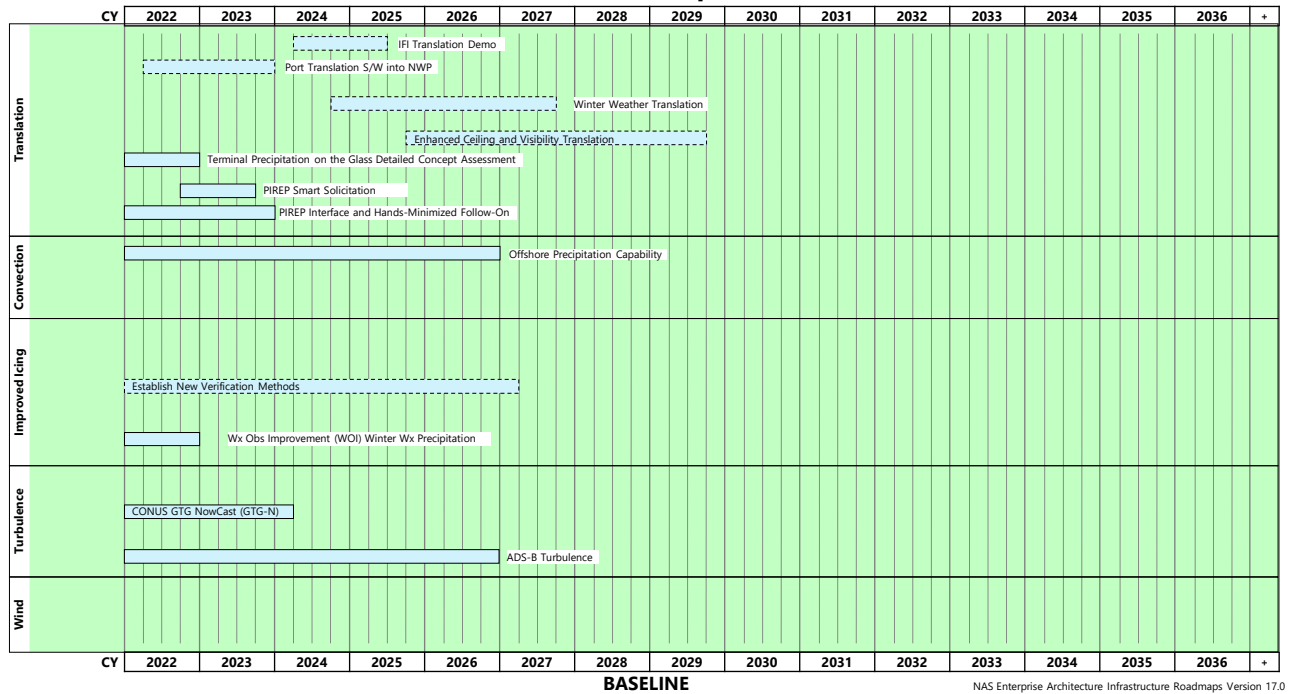 CY 2022 2023 2024 2025 2026 2027 2028 2029 2030 2031 2032 2033 2034 2035 2036 +
Translation
IFI Translation Demo
Port Translation S/W into NWP
Winter Weather Translation
Enhanced Ceiling and Visibility Translation
Terminal Precipitation on the Glass Detailed Concept Assessment
PIREP Smart Solicitation
PIREP Interface and Hands-Minimized Follow-On
Convection
Offshore Precipitation Capability
Improved Icing
Establish New Verification Methods
Wx Obs Improvement (WOI) Winter Wx Precipitation
Turbulence
CONUS GTG NowCast (GTG-N)
ADS-B Turbulence
Wind
CY 2022 2023 2024 2025 2026 2027 2028 2029 2030 2031 2032 2033 2034 2035 2036 +
BASELINE
NAS Enterprise Architecture Infrastructure Roadmaps Version 17.0